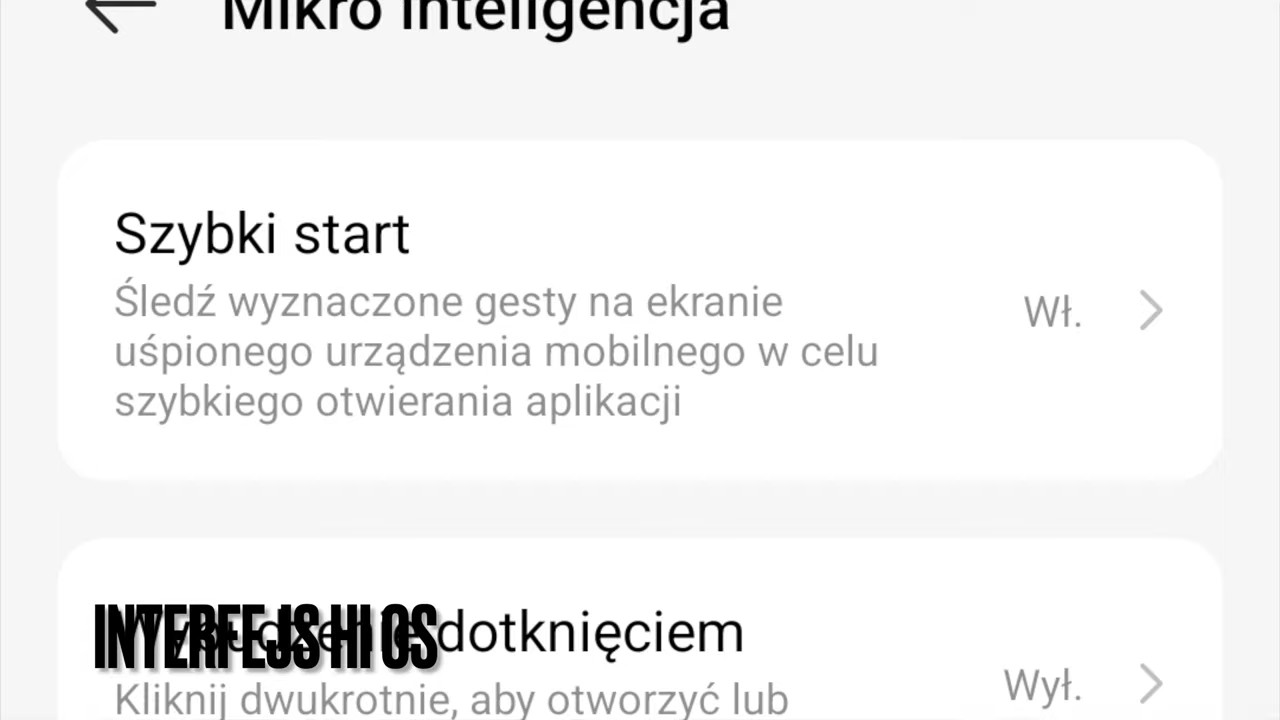 Mikro inteligencja
Szybki start
Śledź wyznaczone gesty na ekranie
uśpionego urządzenia mobilnego w celu
szybkiego otwierania aplikacji
Wł.
dotknięciem
INTERFEJS HI OS
Kliknij dwukrotnie, aby otworzyć lub
Wył.